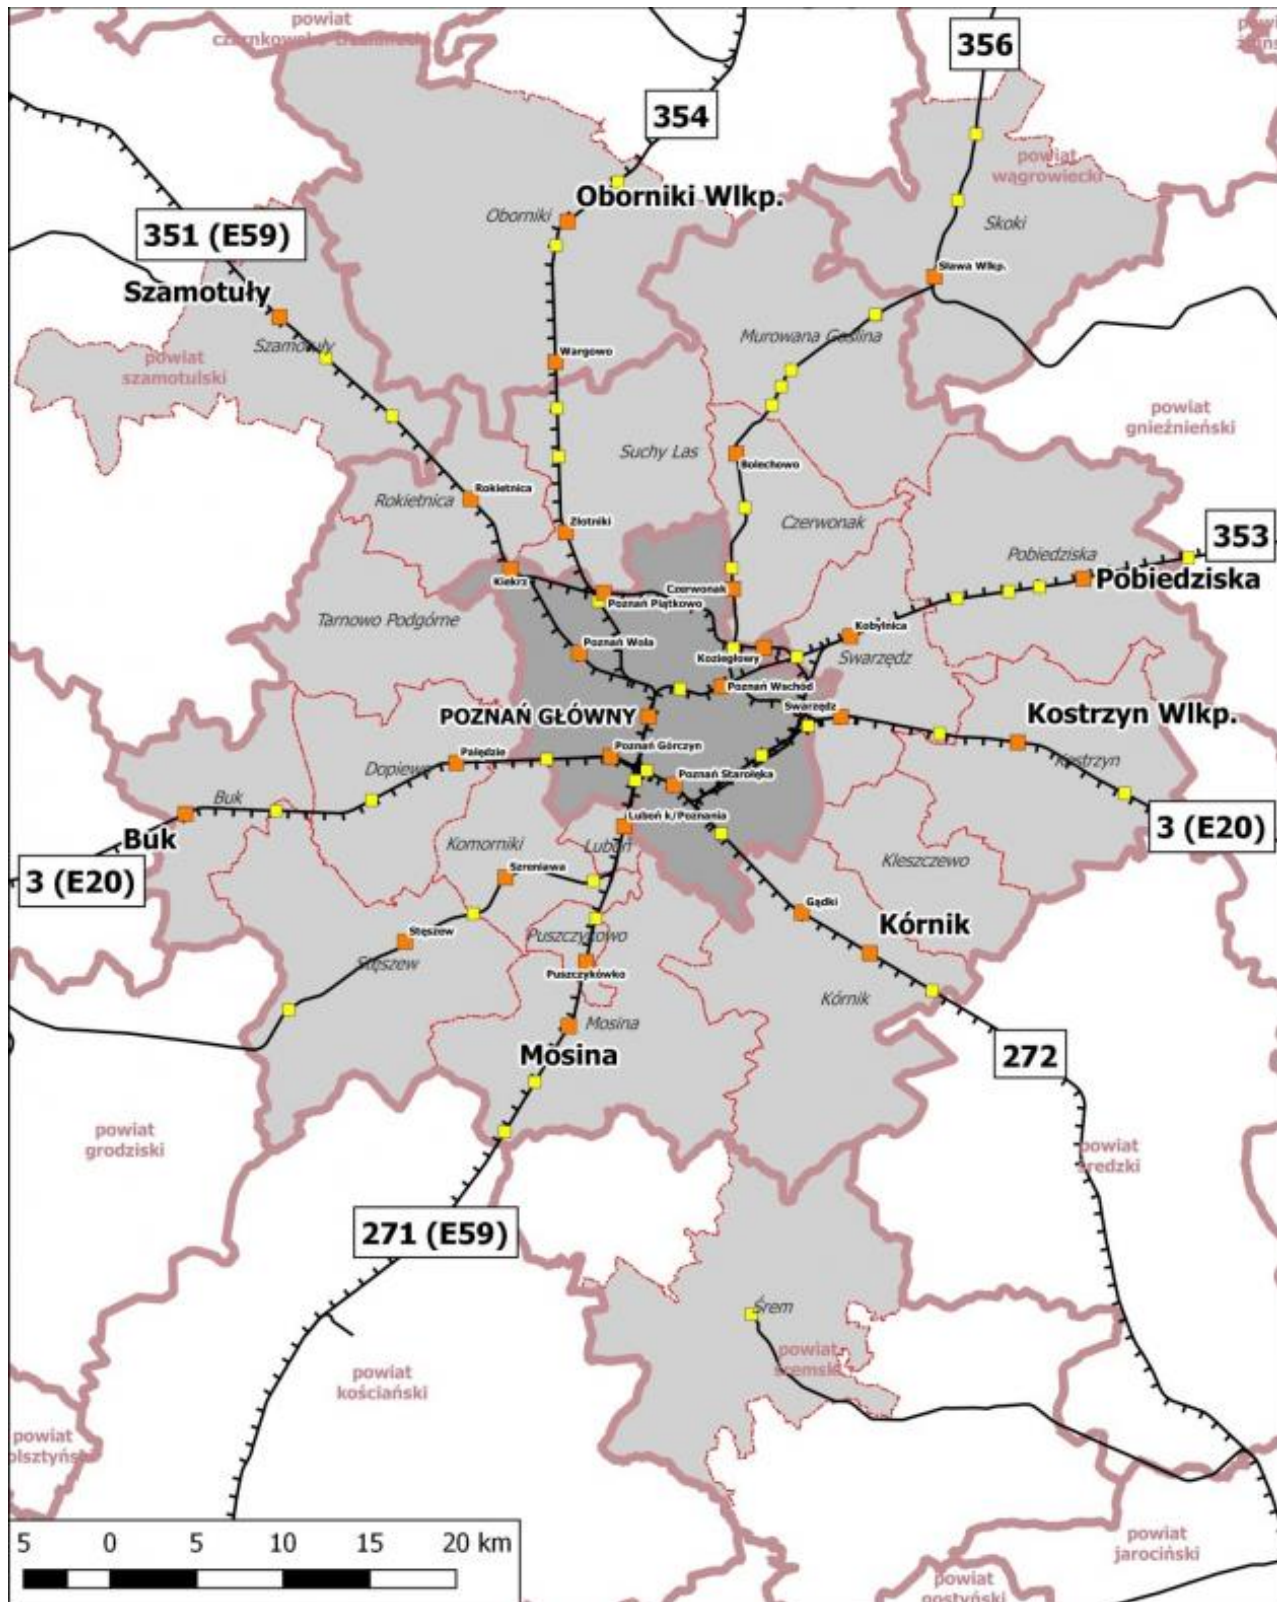 powiat
356
354
powiat
wągrowiecki
Oborniki Wlkp.
Oborniki
Skoki
351 (E59)
Sława Wlkp.
Szamotuły
Szamotuły
Murowana Goślina
powiat
szamotulski
Wargowo
powiat
gnieźnieński
Suchy Las
Bolechowo
Rokietnica
Rokietnica
Czerwonak
Złotniki
353
Pobiedziska
Kiekrz
Pobiedziska
Czerwonak
Poznań Piątkowo
Tarnowo Podgórne
Kobylnica
Poznań Wola
Koziegłowy
Swarzędz
Poznań Wschód
Swarzędz
POZNAŃ GŁÓWNY
Kostrzyn Wlkp.
Palędzie
Poznań Górczyn
Kostrzyn
Dopiewo
Poznań Starołęka
Buk
Luboń k/Poznania
3 (E20)
Buk
Komorniki
Luboń
Kleszczewo
Szreniawa
3 (E20)
Gądki
Kórnik
Stęszew
Puszczykowo
Stęszew
Puszczykówko
Kórnik
Mosina
Mosina
272
powiat
grodziski
powiat
średzki
271 (E59)
Śrem
powiat
śremski
powiat
kościański
powiat
5 0 5 10 15 20 km
powiat
jarociński
powiat